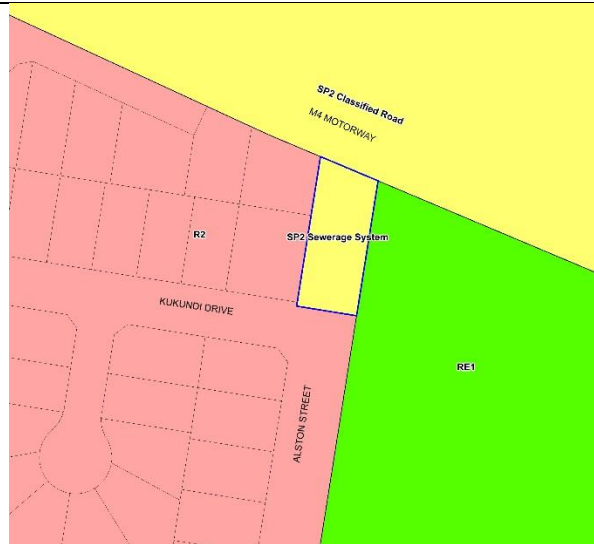 SP2 Classified Road
M4 MOTORWAY
R2
SP2 Sewerage System
KUKUNDI DRIVE
RE1
ALSTON STREET